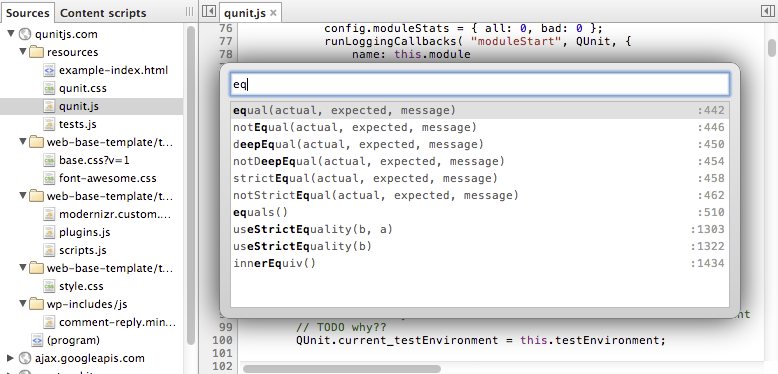 Sources Content scripts
qunitjs.com
resources
example-index.html
qunit.css
qunit.js
tests.js
web-base-template/t...
base.css?v=1
font-awesome.css
web-base-template/t...
modernizr.custom....
plugins.js
scripts.js
web-base-template/t...
style.css
wp-includes/js
comment-reply.min...
(program)
ajax.googleapis.com
qunit.js ×
76 config.moduleStats = { all: 0, bad: 0 };
77 runLoggingCallbacks( "moduleStart", QUnit, {
78 name: this.module
eq
equal(actual, expected, message) :442
notEqual(actual, expected, message) :446
deepEqual(actual, expected, message) :450
notDeepEqual(actual, expected, message) :454
strictEqual(actual, expected, message) :458
notStrictEqual(actual, expected, message) :462
equals() :510
useStrictEquality(b, a) :1303
useStrictEquality(b) :1322
innerEquiv() :1434
99 // TODO why??
100 QUnit.current_testEnvironment = this.testEnvironment;
101
102